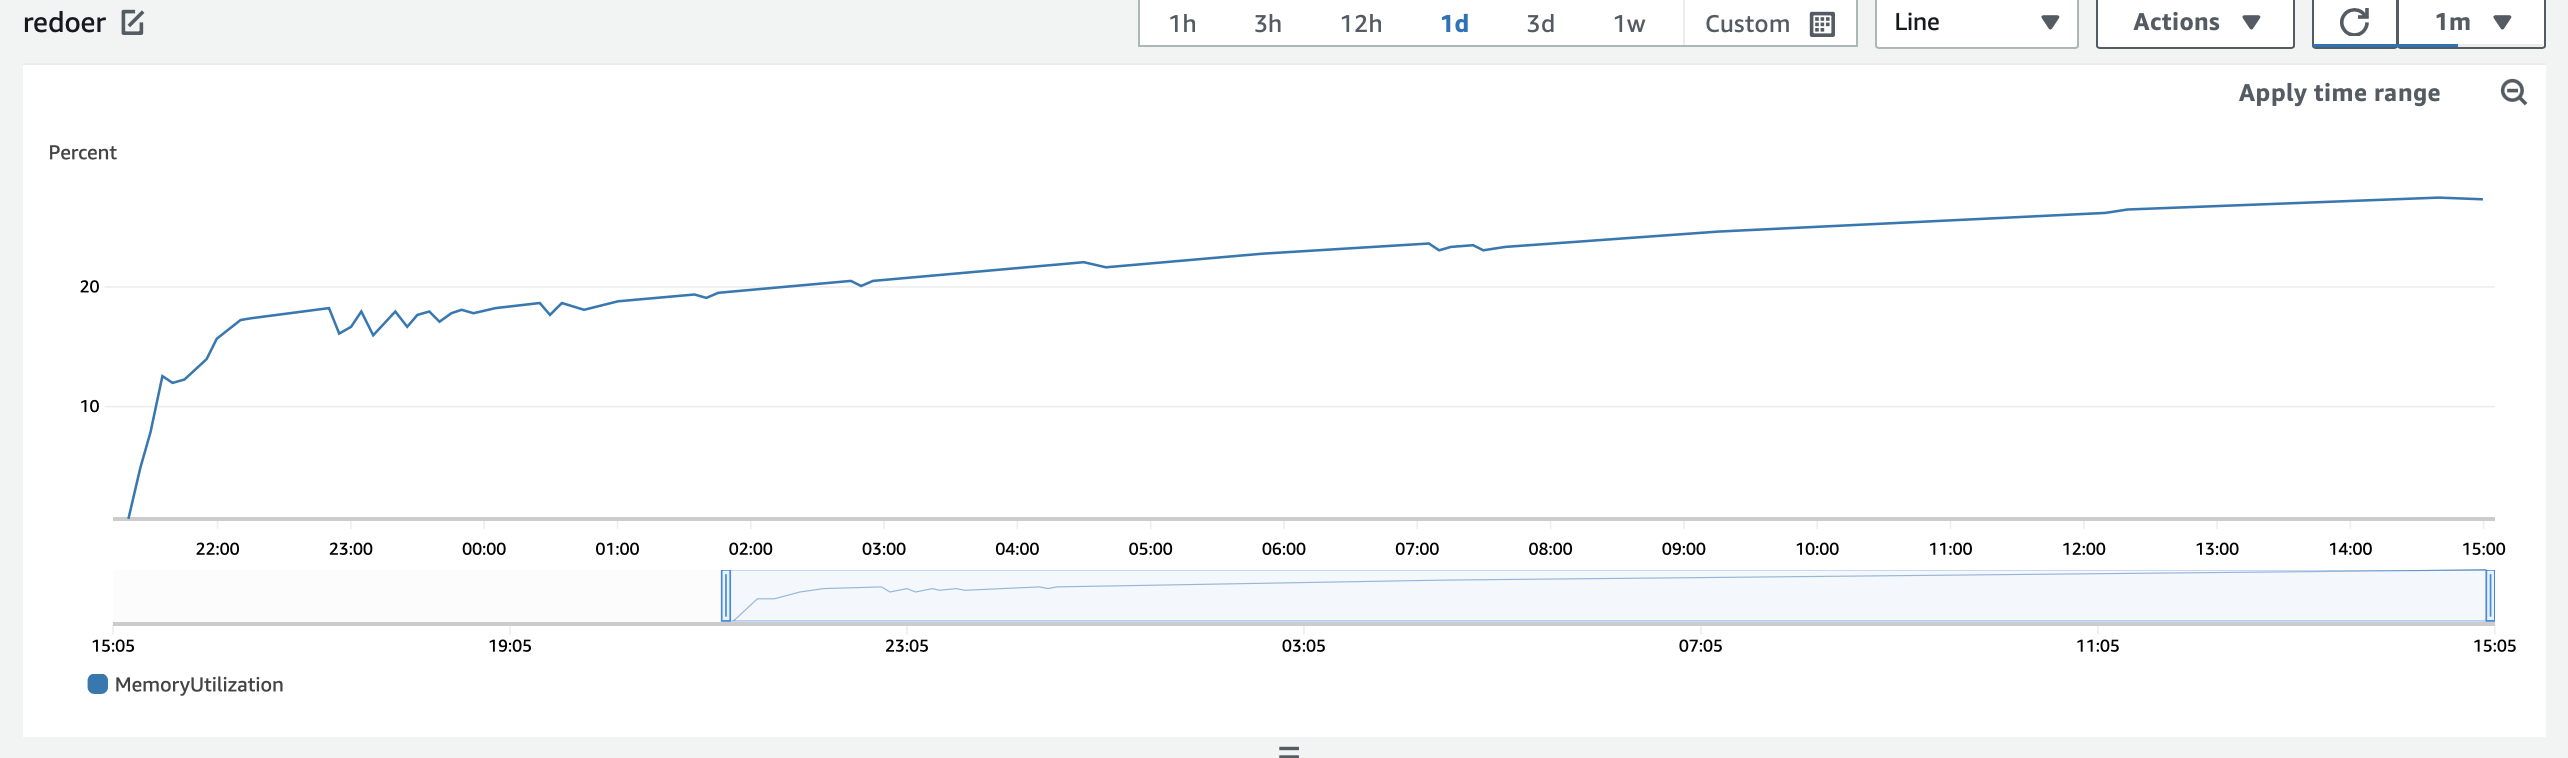 redoer
1h 3h 12h 1d 3d 1w Custom Line Actions 1m
Apply time range
Percent
20
10
22:00 23:00 00:00 01:00 02:00 03:00 04:00 05:00 06:00 07:00 08:00 09:00 10:00 11:00 12:00 13:00 14:00 15:00
15:05 19:05 23:05 03:05 07:05 11:05 15:05
MemoryUtilization